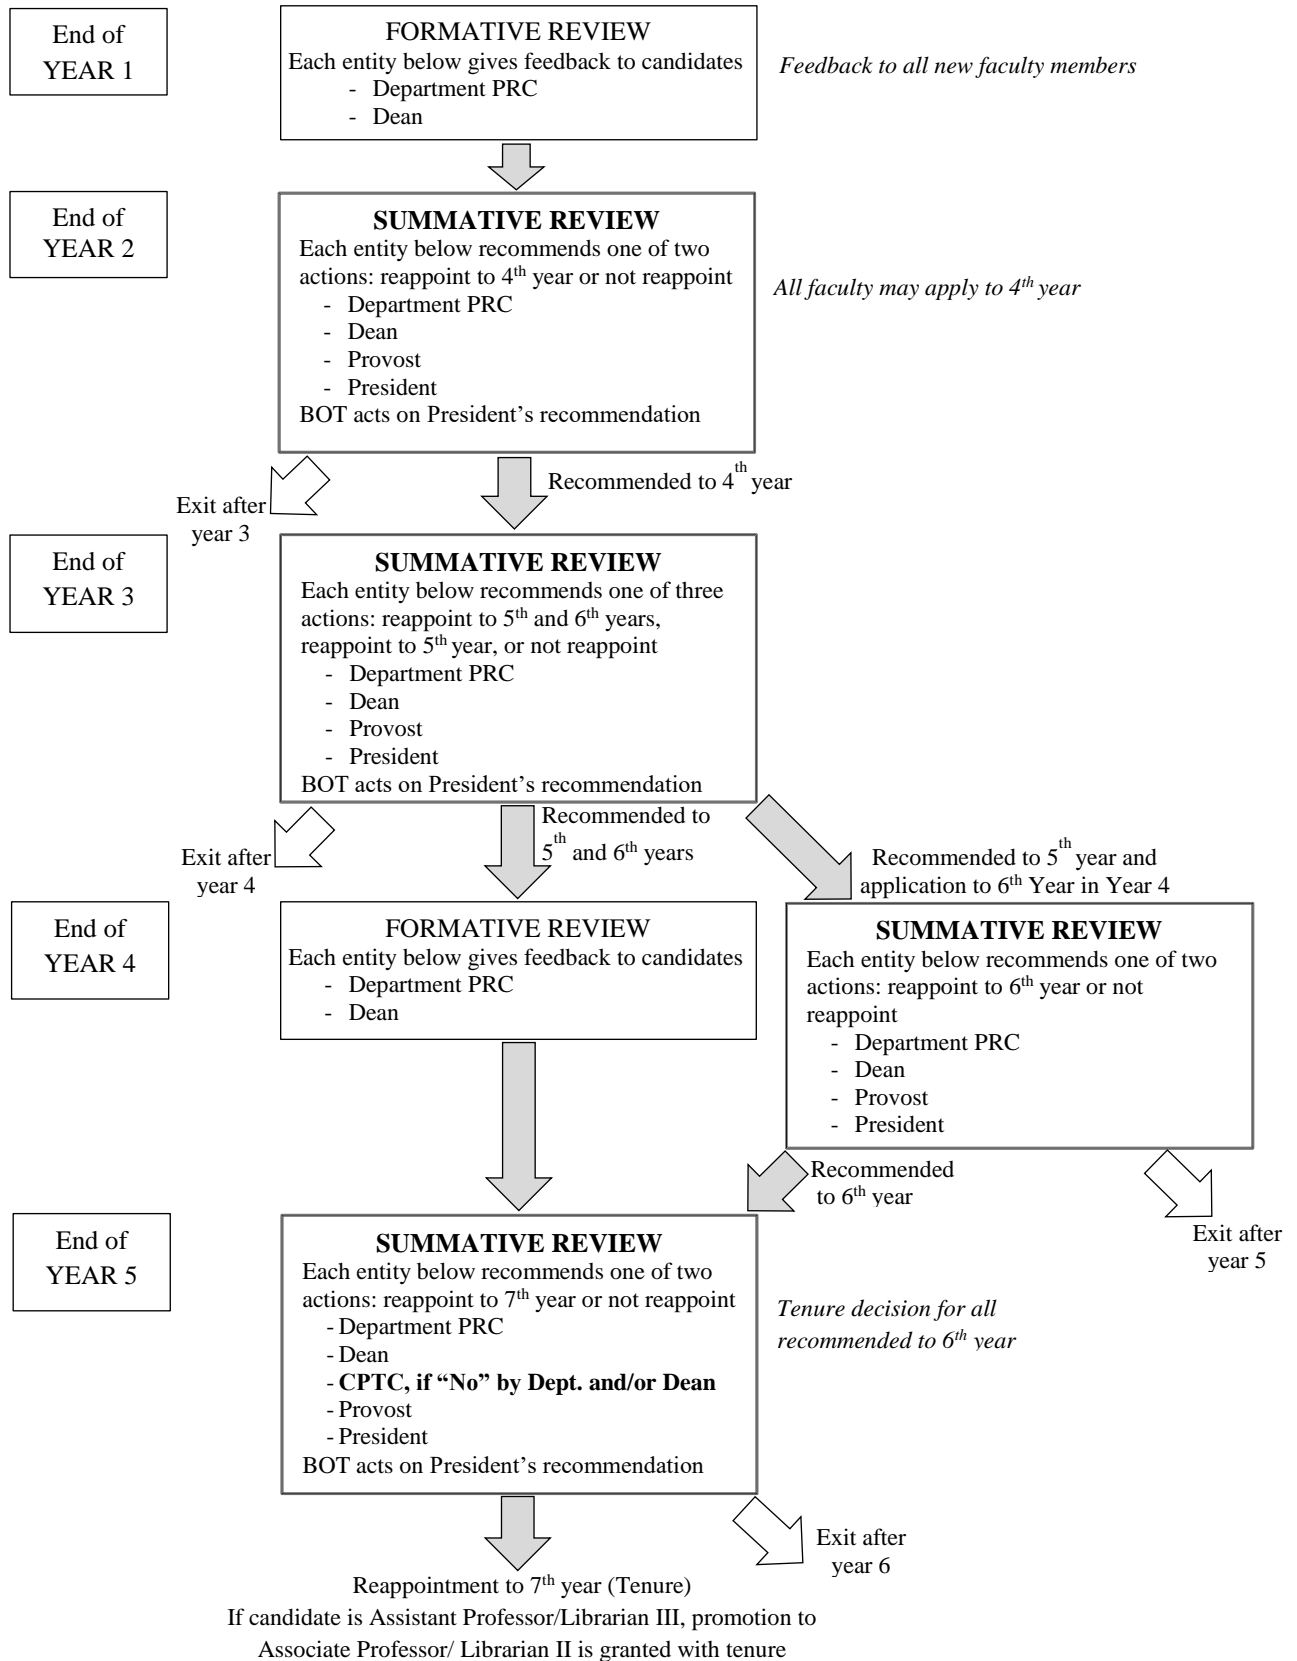 End of
YEAR 1
FORMATIVE REVIEW
Each entity below gives feedback to candidates
- Department PRC
- Dean
Feedback to all new faculty members
End of
YEAR 2
SUMMATIVE REVIEW
Each entity below recommends one of two
actions: reappoint to 4th year or not reappoint
- Department PRC
- Dean
- Provost
- President
BOT acts on President’s recommendation
All faculty may apply to 4th year
Exit after
year 3
Recommended to 4th year
End of
YEAR 3
SUMMATIVE REVIEW
Each entity below recommends one of three
actions: reappoint to 5th and 6th years,
reappoint to 5th year, or not reappoint
- Department PRC
- Dean
- Provost
- President
BOT acts on President’s recommendation
Exit after
year 4
Recommended to
5th and 6th years
Recommended to 5th year and
application to 6th Year in Year 4
End of
YEAR 4
FORMATIVE REVIEW
Each entity below gives feedback to candidates
- Department PRC
- Dean
SUMMATIVE REVIEW
Each entity below recommends one of two
actions: reappoint to 6th year or not
reappoint
- Department PRC
- Dean
- Provost
- President
Recommended
to 6th year
Exit after
year 5
End of
YEAR 5
SUMMATIVE REVIEW
Each entity below recommends one of two
actions: reappoint to 7th year or not reappoint
- Department PRC
- Dean
- CPTC, if “No” by Dept. and/or Dean
- Provost
- President
BOT acts on President’s recommendation
Tenure decision for all
recommended to 6th year
Exit after
year 6
Reappointment to 7th year (Tenure)
If candidate is Assistant Professor/Librarian III, promotion to
Associate Professor/ Librarian II is granted with tenure